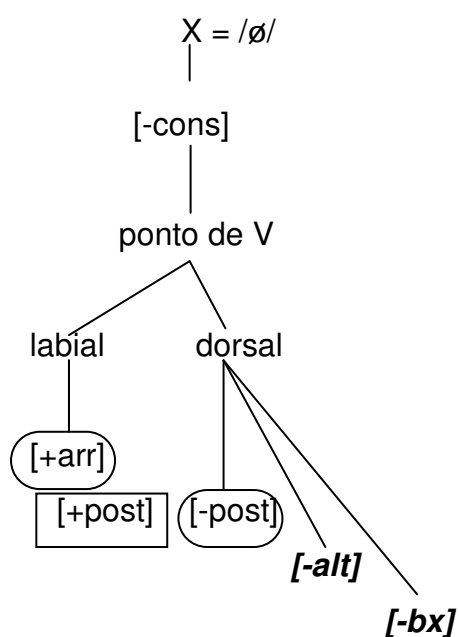 X = /ø/
[-cons]
ponto de V
labial dorsal
[+arr]
[+post] [-post]
[-alt]
[-bx]